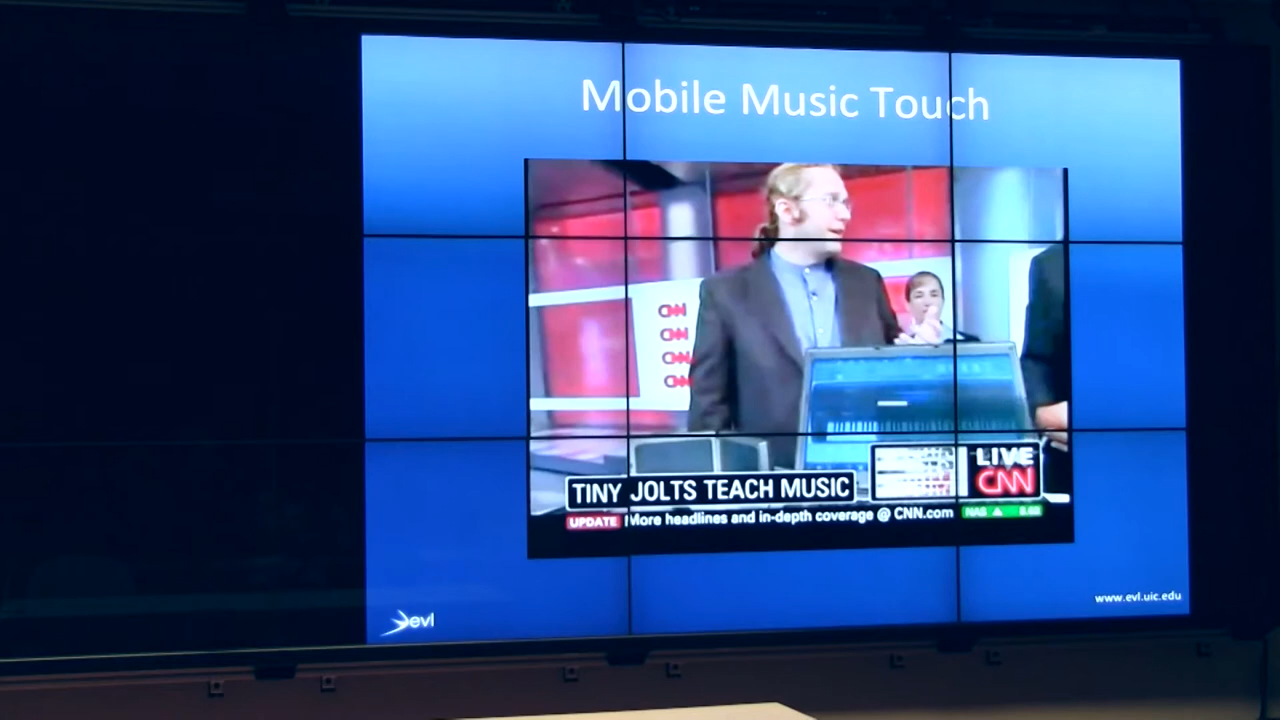 Mobile Music Touch
CNN
CNN
CNN
CNN
LIVE
CNN
TINY JOLTS TEACH MUSIC
UPDATE More headlines and in-depth coverage @ CNN.com NAS ▲
www.evl.uic.edu
evl